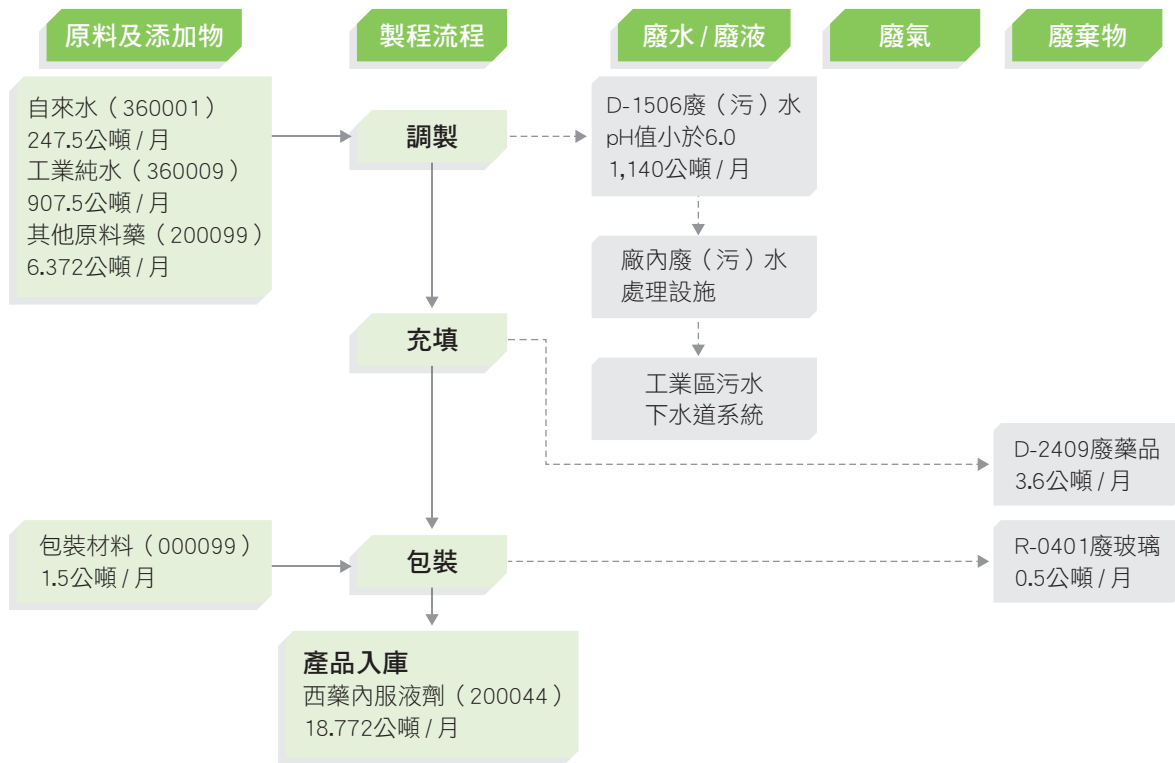 原料及添加物
製程流程
廢水 / 廢液
廢氣
廢棄物
自來水（360001）
247.5公噸 / 月
工業純水（360009）
907.5公噸 / 月
其他原料藥（200099）
6.372公噸 / 月
調製
D-1506廢（污）水
pH值小於6.0
1,140公噸 / 月
廠內廢（污）水
處理設施
充填
工業區污水
下水道系統
D-2409廢藥品
3.6公噸 / 月
包裝材料（000099）
1.5公噸 / 月
包裝
R-0401廢玻璃
0.5公噸 / 月
產品入庫
西藥內服液劑（200044）
18.772公噸 / 月